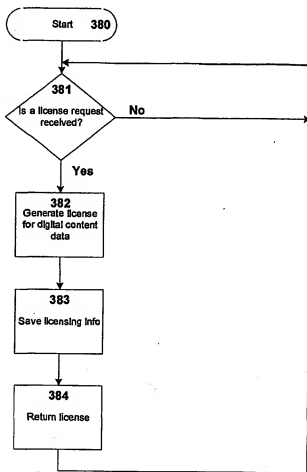 Start 380
381
Is a license request
received?
No
Yes
382
Generate license
for digital content
data
383
Save licensing info
384
Return license